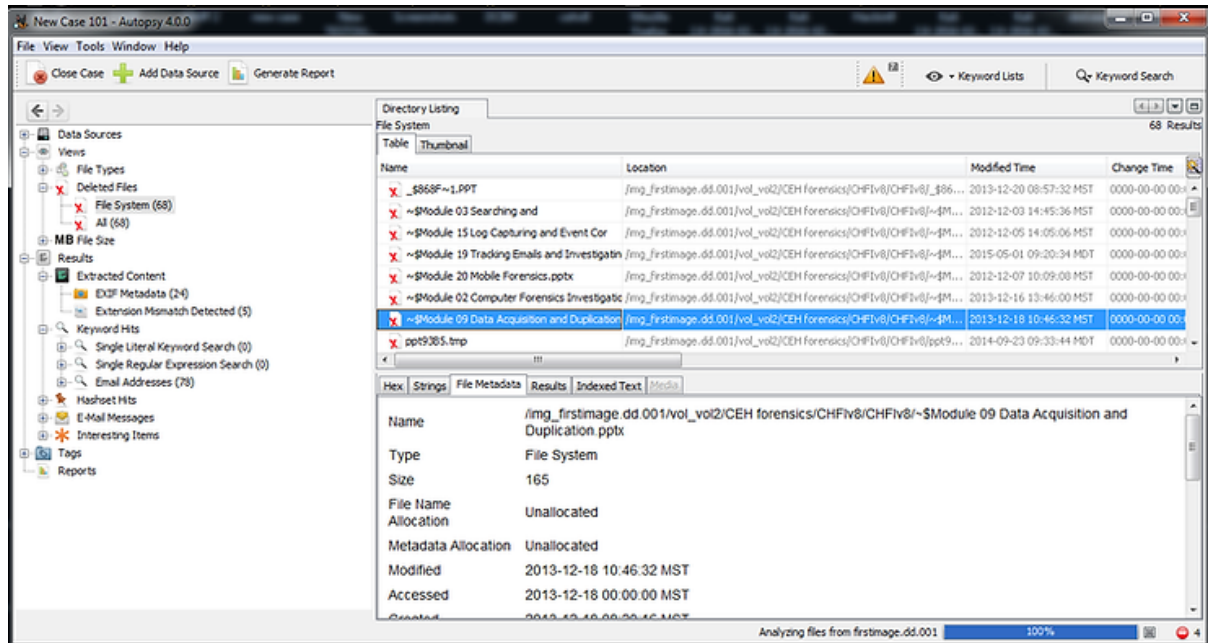 New Case 101 - Autopsy 4.0.0
File View Tools Window Help
Close Case Add Data Source Generate Report
Keyword Lists Keyword Search
Data Sources
Views
File Types
Deleted Files
File System (68)
All (68)
MB File Size
Results
Extracted Content
EXIF Metadata (24)
Extension Mismatch Detected (5)
Keyword Hits
Single Literal Keyword Search (0)
Single Regular Expression Search (0)
Email Addresses (78)
Hashset Hits
E-Mail Messages
Interesting Items
Tags
Reports
Directory Listing
File System 68 Results
Table Thumbnail
Name Location Modified Time Change Time
_$868F~1.PPT /img_firstimage.dd.001/vol_vol2/CEH forensics/CHFIv8/CHFIv8/_$86... 2013-12-20 08:57:32 MST 0000-00-00 00:
~$Module 03 Searching and /img_firstimage.dd.001/vol_vol2/CEH forensics/CHFIv8/CHFIv8/~$M... 2012-12-03 14:45:36 MST 0000-00-00 00:
~$Module 15 Log Capturing and Event Cor /img_firstimage.dd.001/vol_vol2/CEH forensics/CHFIv8/CHFIv8/~$M... 2012-12-05 14:05:06 MST 0000-00-00 00:
~$Module 19 Tracking Emails and Investigatin /img_firstimage.dd.001/vol_vol2/CEH forensics/CHFIv8/CHFIv8/~$M... 2015-05-01 09:20:34 MDT 0000-00-00 00:
~$Module 20 Mobile Forensics.pptx /img_firstimage.dd.001/vol_vol2/CEH forensics/CHFIv8/CHFIv8/~$M... 2012-12-07 10:09:08 MST 0000-00-00 00:
~$Module 02 Computer Forensics Investigatic /img_firstimage.dd.001/vol_vol2/CEH forensics/CHFIv8/CHFIv8/~$M... 2013-12-16 13:46:00 MST 0000-00-00 00:
~$Module 09 Data Acquisition and Duplication /img_firstimage.dd.001/vol_vol2/CEH forensics/CHFIv8/CHFIv8/~$M... 2013-12-18 10:46:32 MST 0000-00-00 00:
ppt93B5.tmp /img_firstimage.dd.001/vol_vol2/CEH forensics/CHFIv8/CHFIv8/ppt9... 2014-09-23 09:33:44 MDT 0000-00-00 00:
Hex Strings File Metadata Results Indexed Text Media
Name /img_firstimage.dd.001/vol_vol2/CEH forensics/CHFIv8/CHFIv8/~$Module 09 Data Acquisition and
Duplication.pptx
Type File System
Size 165
File Name
Allocation Unallocated
Metadata Allocation Unallocated
Modified 2013-12-18 10:46:32 MST
Accessed 2013-12-18 00:00:00 MST
Analyzing files from firstimage.dd.001 100% 4